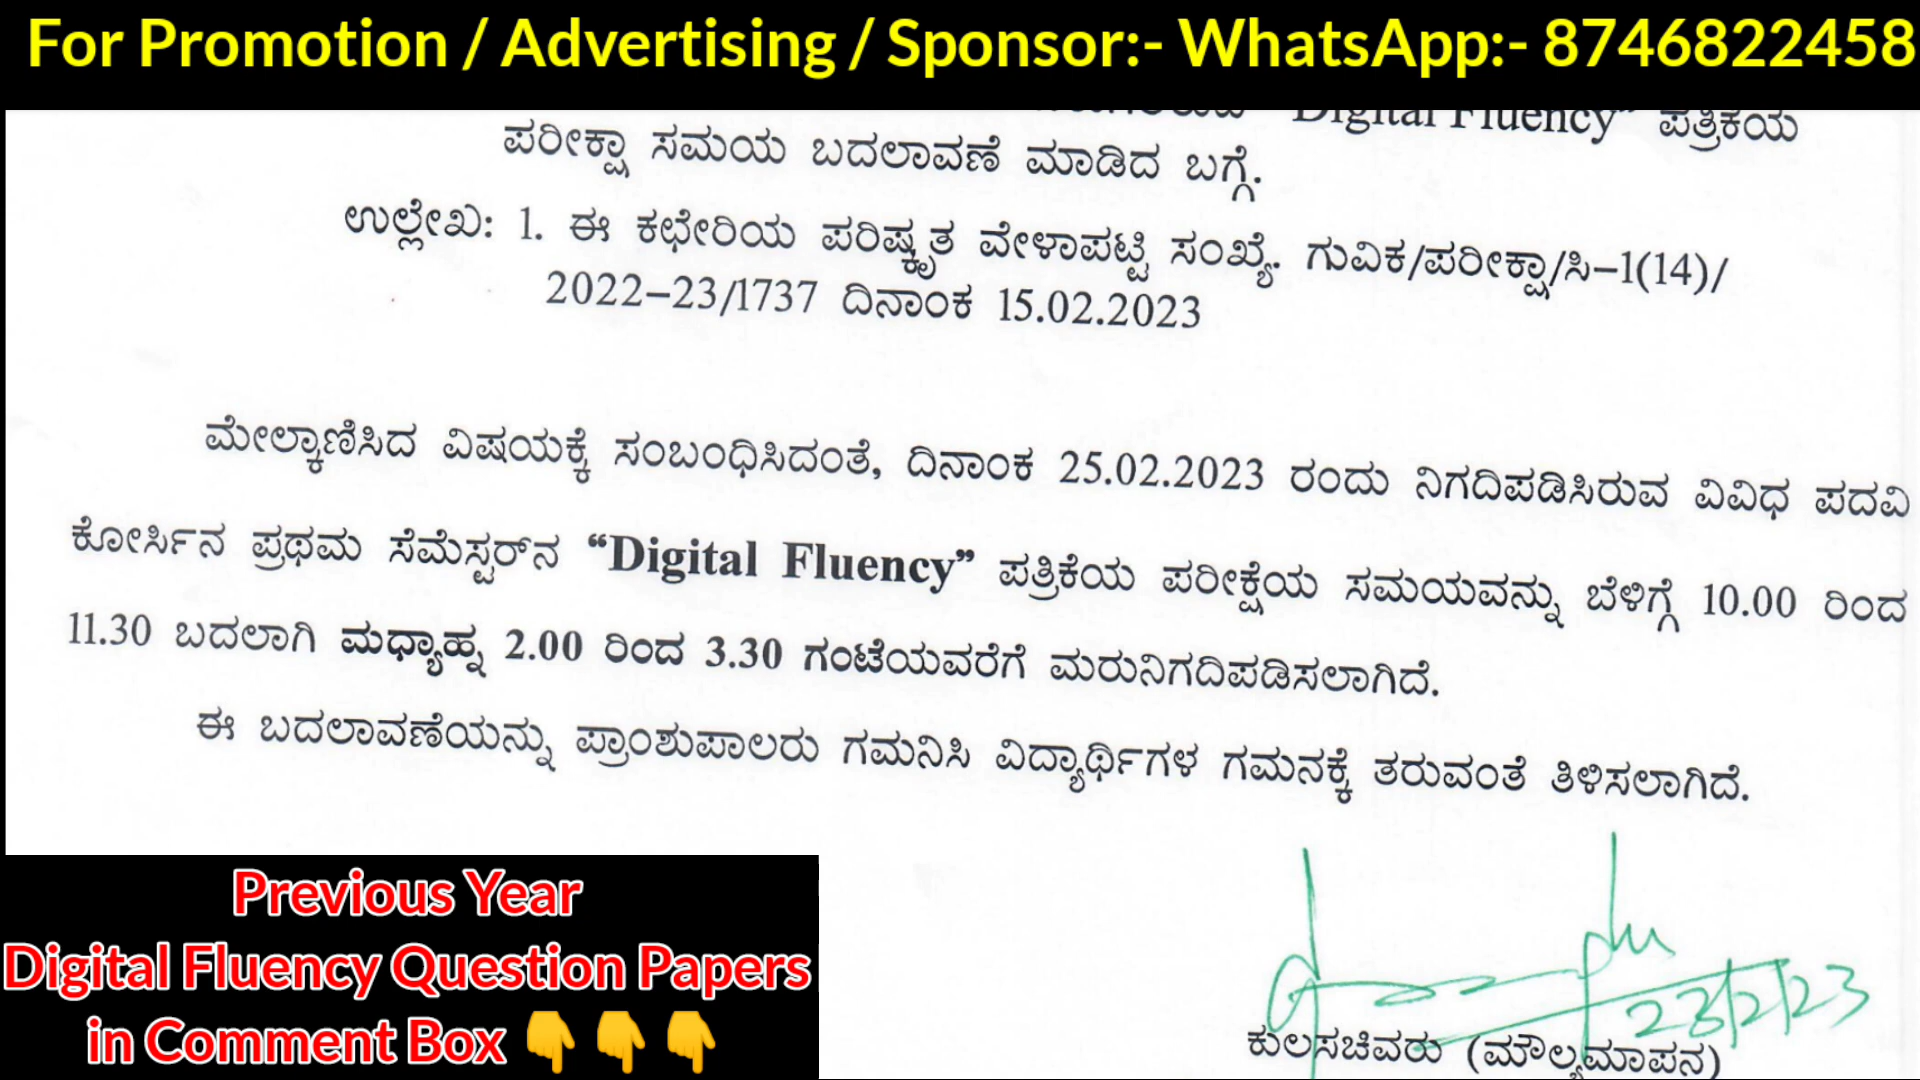 For Promotion / Advertising / Sponsor:- WhatsApp:- 8746822458
"Digital Fluency" ಪತ್ರಿಕೆಯ
ಪರೀಕ್ಷಾ ಸಮಯ ಬದಲಾವಣೆ ಮಾಡಿದ ಬಗ್ಗೆ.
ಉಲ್ಲೇಖ: 1. ಈ ಕಛೇರಿಯ ಪರಿಷ್ಕೃತ ವೇಳಾಪಟ್ಟಿ ಸಂಖ್ಯೆ. ಗುವಿಕ/ಪರೀಕ್ಷಾ/ಸಿ–1(14)/
2022–23/1737 ದಿನಾಂಕ 15.02.2023
ಮೇಲ್ಕಾಣಿಸಿದ ವಿಷಯಕ್ಕೆ ಸಂಬಂಧಿಸಿದಂತೆ, ದಿನಾಂಕ 25.02.2023 ರಂದು ನಿಗದಿಪಡಿಸಿರುವ ವಿವಿಧ ಪದವಿ
ಕೋರ್ಸಿನ ಪ್ರಥಮ ಸೆಮೆಸ್ಟರ್‌ನ “Digital Fluency” ಪತ್ರಿಕೆಯ ಪರೀಕ್ಷೆಯ ಸಮಯವನ್ನು ಬೆಳಿಗ್ಗೆ 10.00 ರಿಂದ
11.30 ಬದಲಾಗಿ ಮಧ್ಯಾಹ್ನ 2.00 ರಿಂದ 3.30 ಗಂಟೆಯವರೆಗೆ ಮರುನಿಗದಿಪಡಿಸಲಾಗಿದೆ.
ಈ ಬದಲಾವಣೆಯನ್ನು ಪ್ರಾಂಶುಪಾಲರು ಗಮನಿಸಿ ವಿದ್ಯಾರ್ಥಿಗಳ ಗಮನಕ್ಕೆ ತರುವಂತೆ ತಿಳಿಸಲಾಗಿದೆ.
23/2/23
ಕುಲಸಚಿವರು (ಮೌಲ್ಯಮಾಪನ)
Previous Year
Digital Fluency Question Papers
in Comment Box 👇 👇 👇